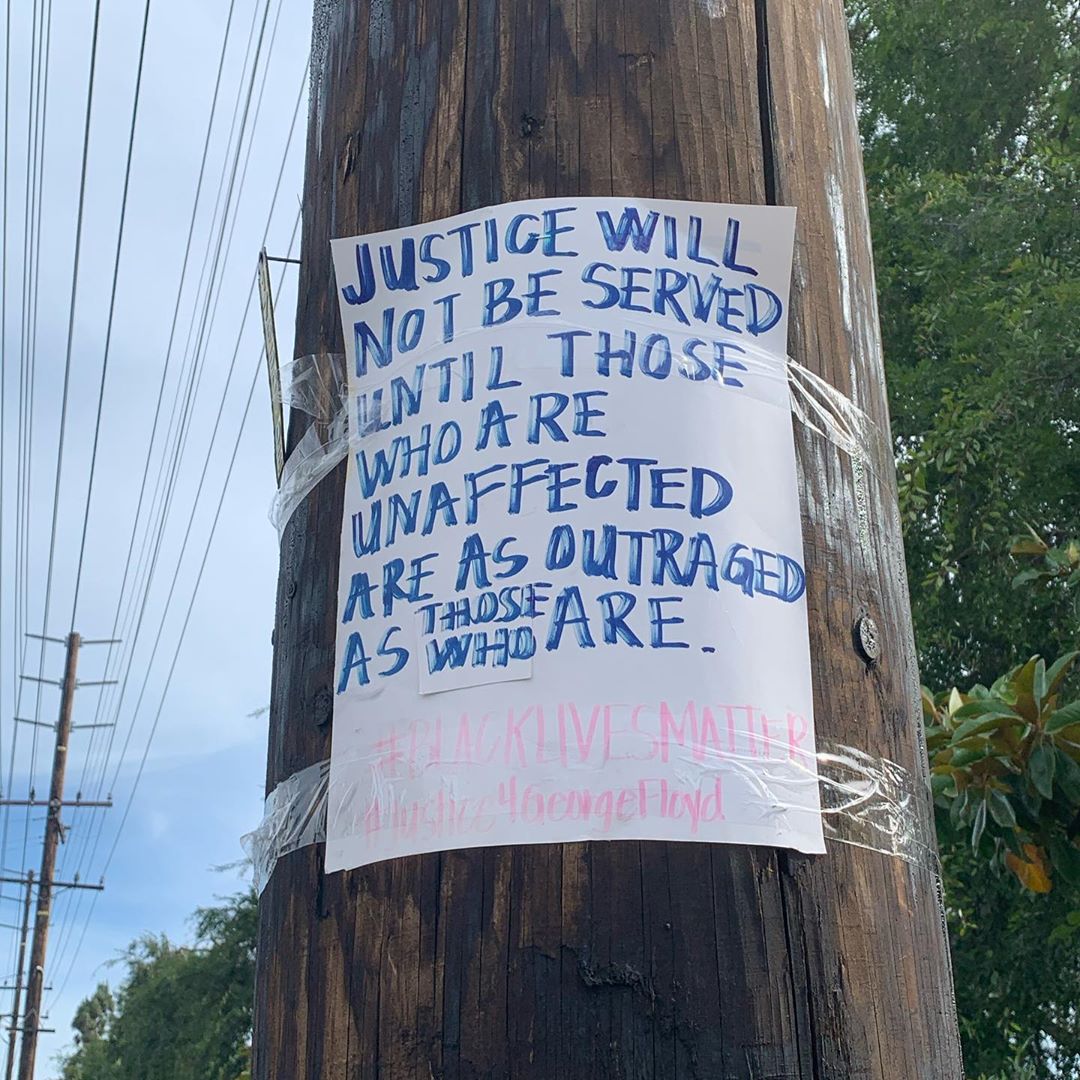 JUSTICE WILL
NOT BE SERVED
UNTIL THOSE
WHO ARE
UNAFFECTED
ARE AS OUTRAGED
AS THOSE WHO ARE.
#BLACKLIVESMATTER
#Justice4GeorgeFloyd